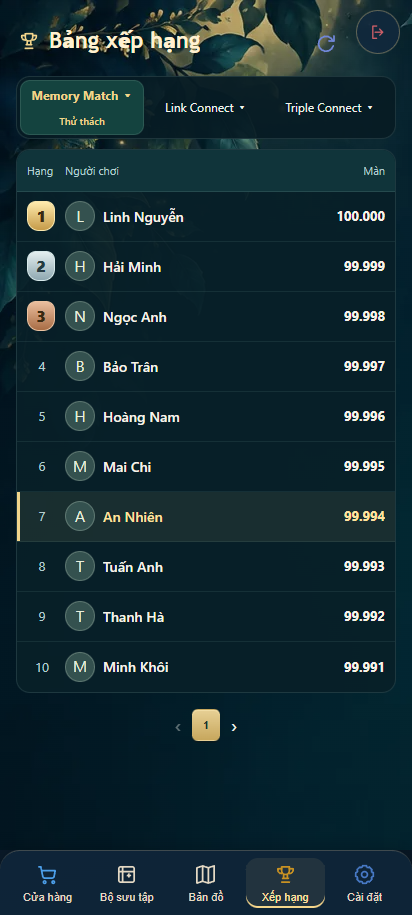 Bảng xếp hạng
Memory Match
Thử thách
Link Connect
Triple Connect
Hạng Người chơi Màn
1 L Linh Nguyễn 100.000
2 H Hải Minh 99.999
3 N Ngọc Anh 99.998
4 B Bảo Trân 99.997
5 H Hoàng Nam 99.996
6 M Mai Chi 99.995
7 A An Nhiên 99.994
8 T Tuấn Anh 99.993
9 T Thanh Hà 99.992
10 M Minh Khôi 99.991
‹ 1 ›
Cửa hàng Bộ sưu tập Bản đồ Xếp hạng Cài đặt